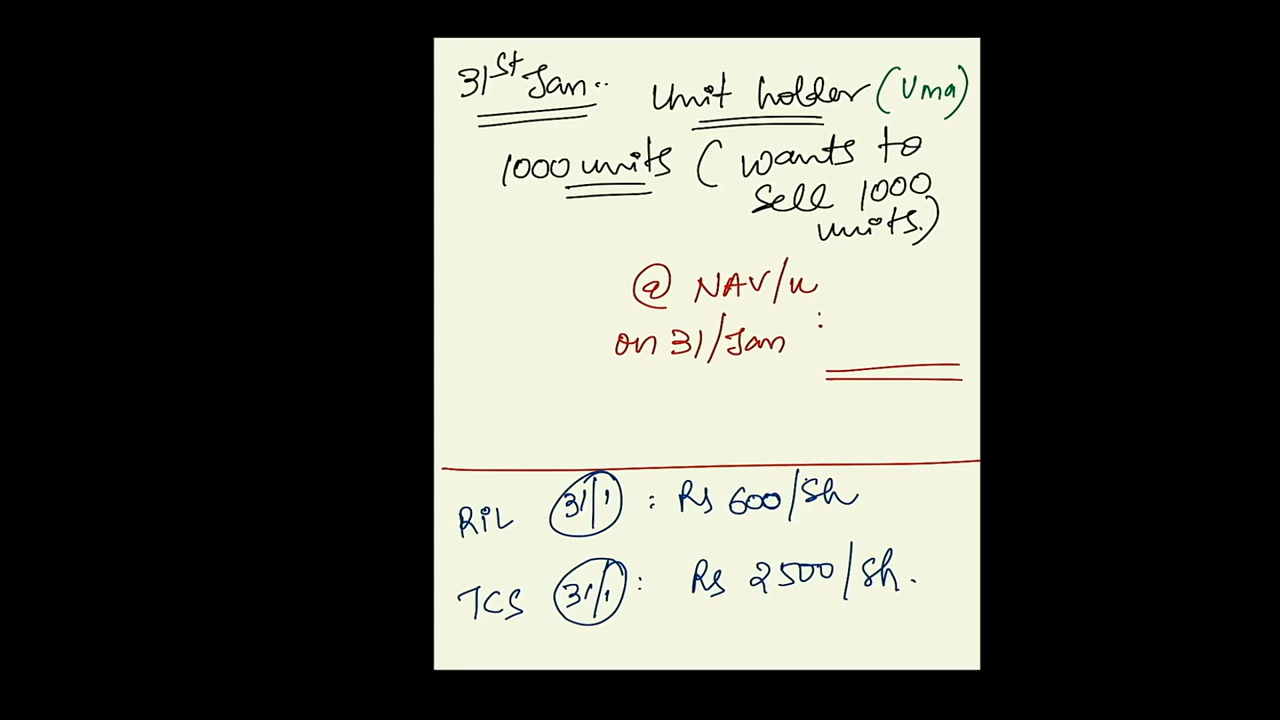 31st Jan.. Unit holder (Uma)
1000 units (wants to
sell 1000
units.)
@ NAV/u
on 31/Jan :
RIL 31/1 : Rs 600/Sh
TCS 31/1 : Rs 2500/Sh.